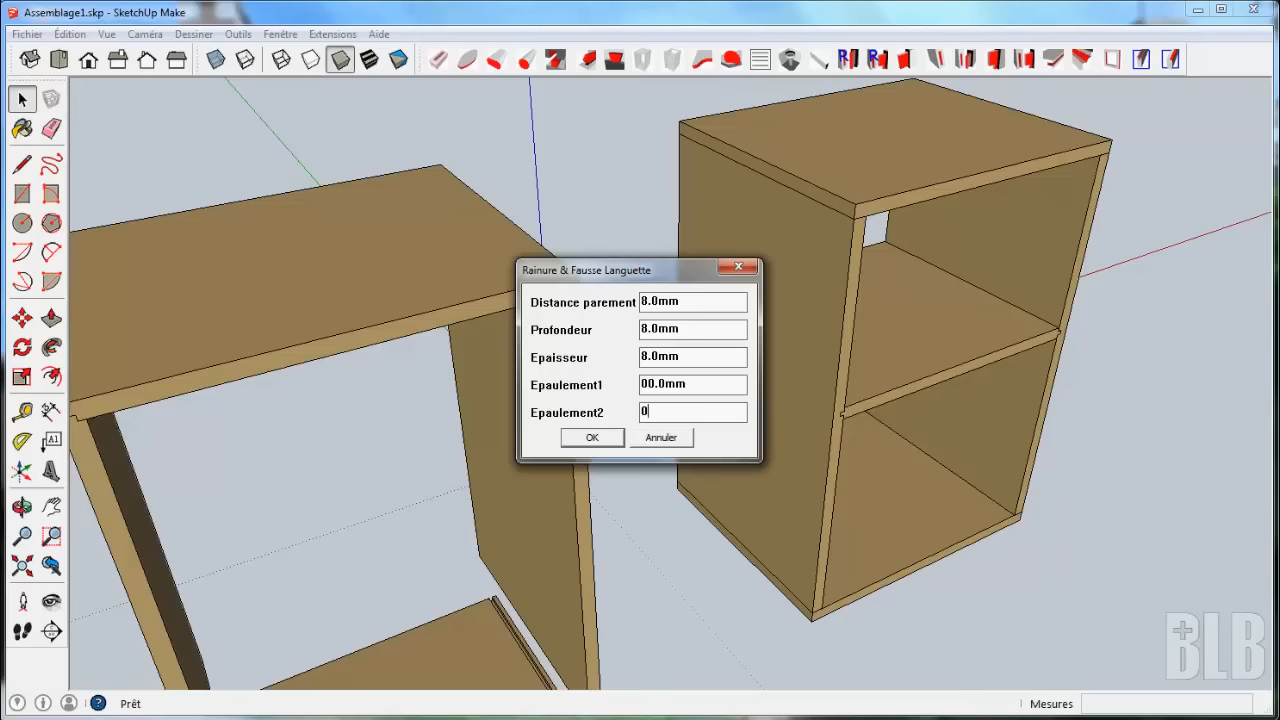 Assemblage1.skp - SketchUp Make
Fichier Édition Vue Caméra Dessiner Outils Fenêtre Extensions Aide
R R
A1
Rainure & Fausse Languette
Distance parement 8.0mm
Profondeur 8.0mm
Epaisseur 8.0mm
Epaulement1 00.0mm
Epaulement2 0
OK Annuler
BLB
Prêt
Mesures